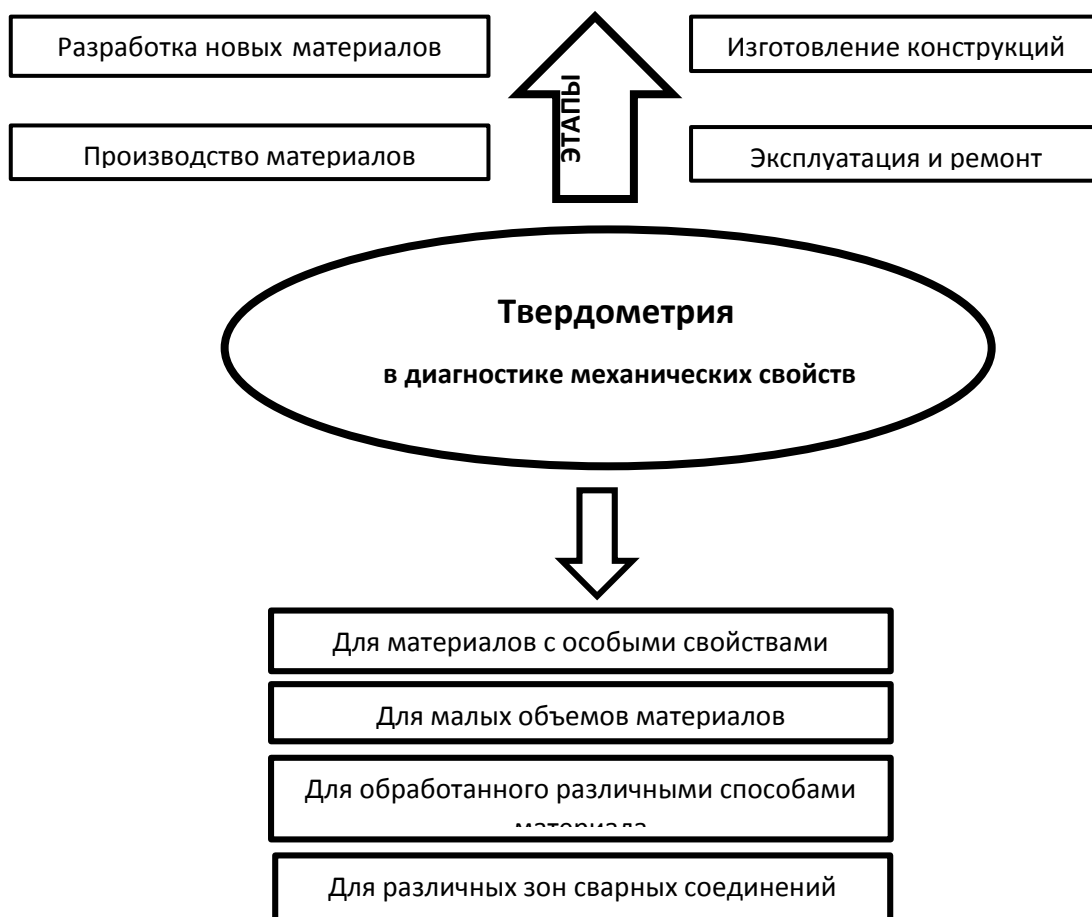 Разработка новых материалов
Изготовление конструкций
ЭТАПЫ
Производство материалов
Эксплуатация и ремонт
Твердометрия
в диагностике механических свойств
Для материалов с особыми свойствами
Для малых объемов материалов
Для обработанного различными способами
материала
Для различных зон сварных соединений